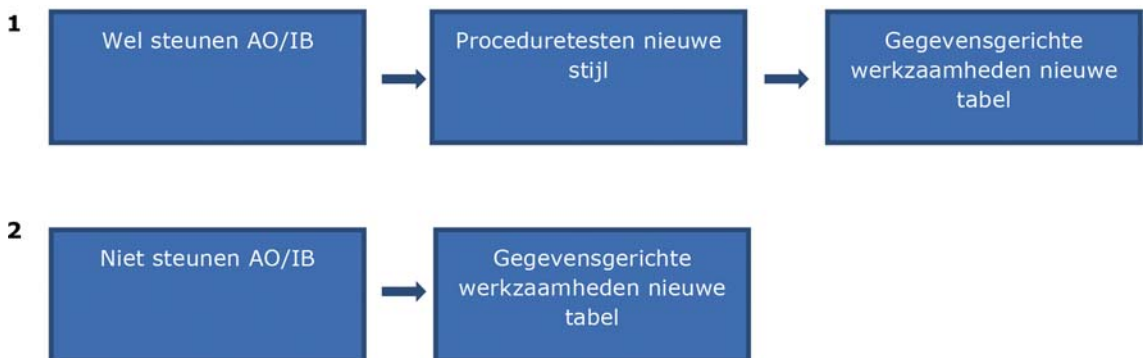 1
Wel steunen AO/IB
Proceduretesten nieuwe
stijl
Gegevensgerichte
werkzaamheden nieuwe
tabel
2
Niet steunen AO/IB
Gegevensgerichte
werkzaamheden nieuwe
tabel